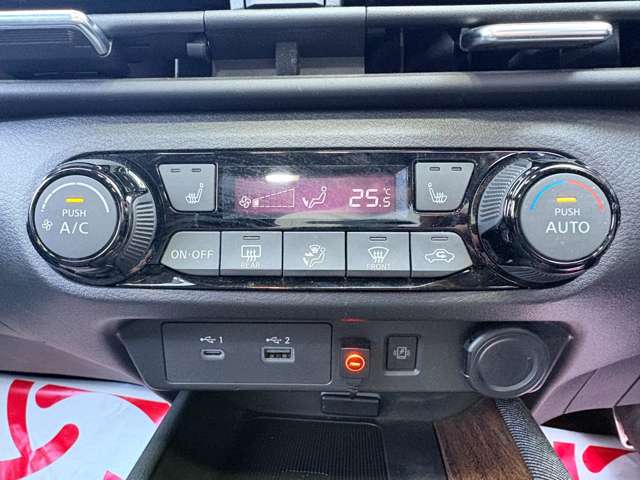 PUSH
A/C
25.5
°C
PUSH
AUTO
ON·OFF
REAR
FRONT
1
2